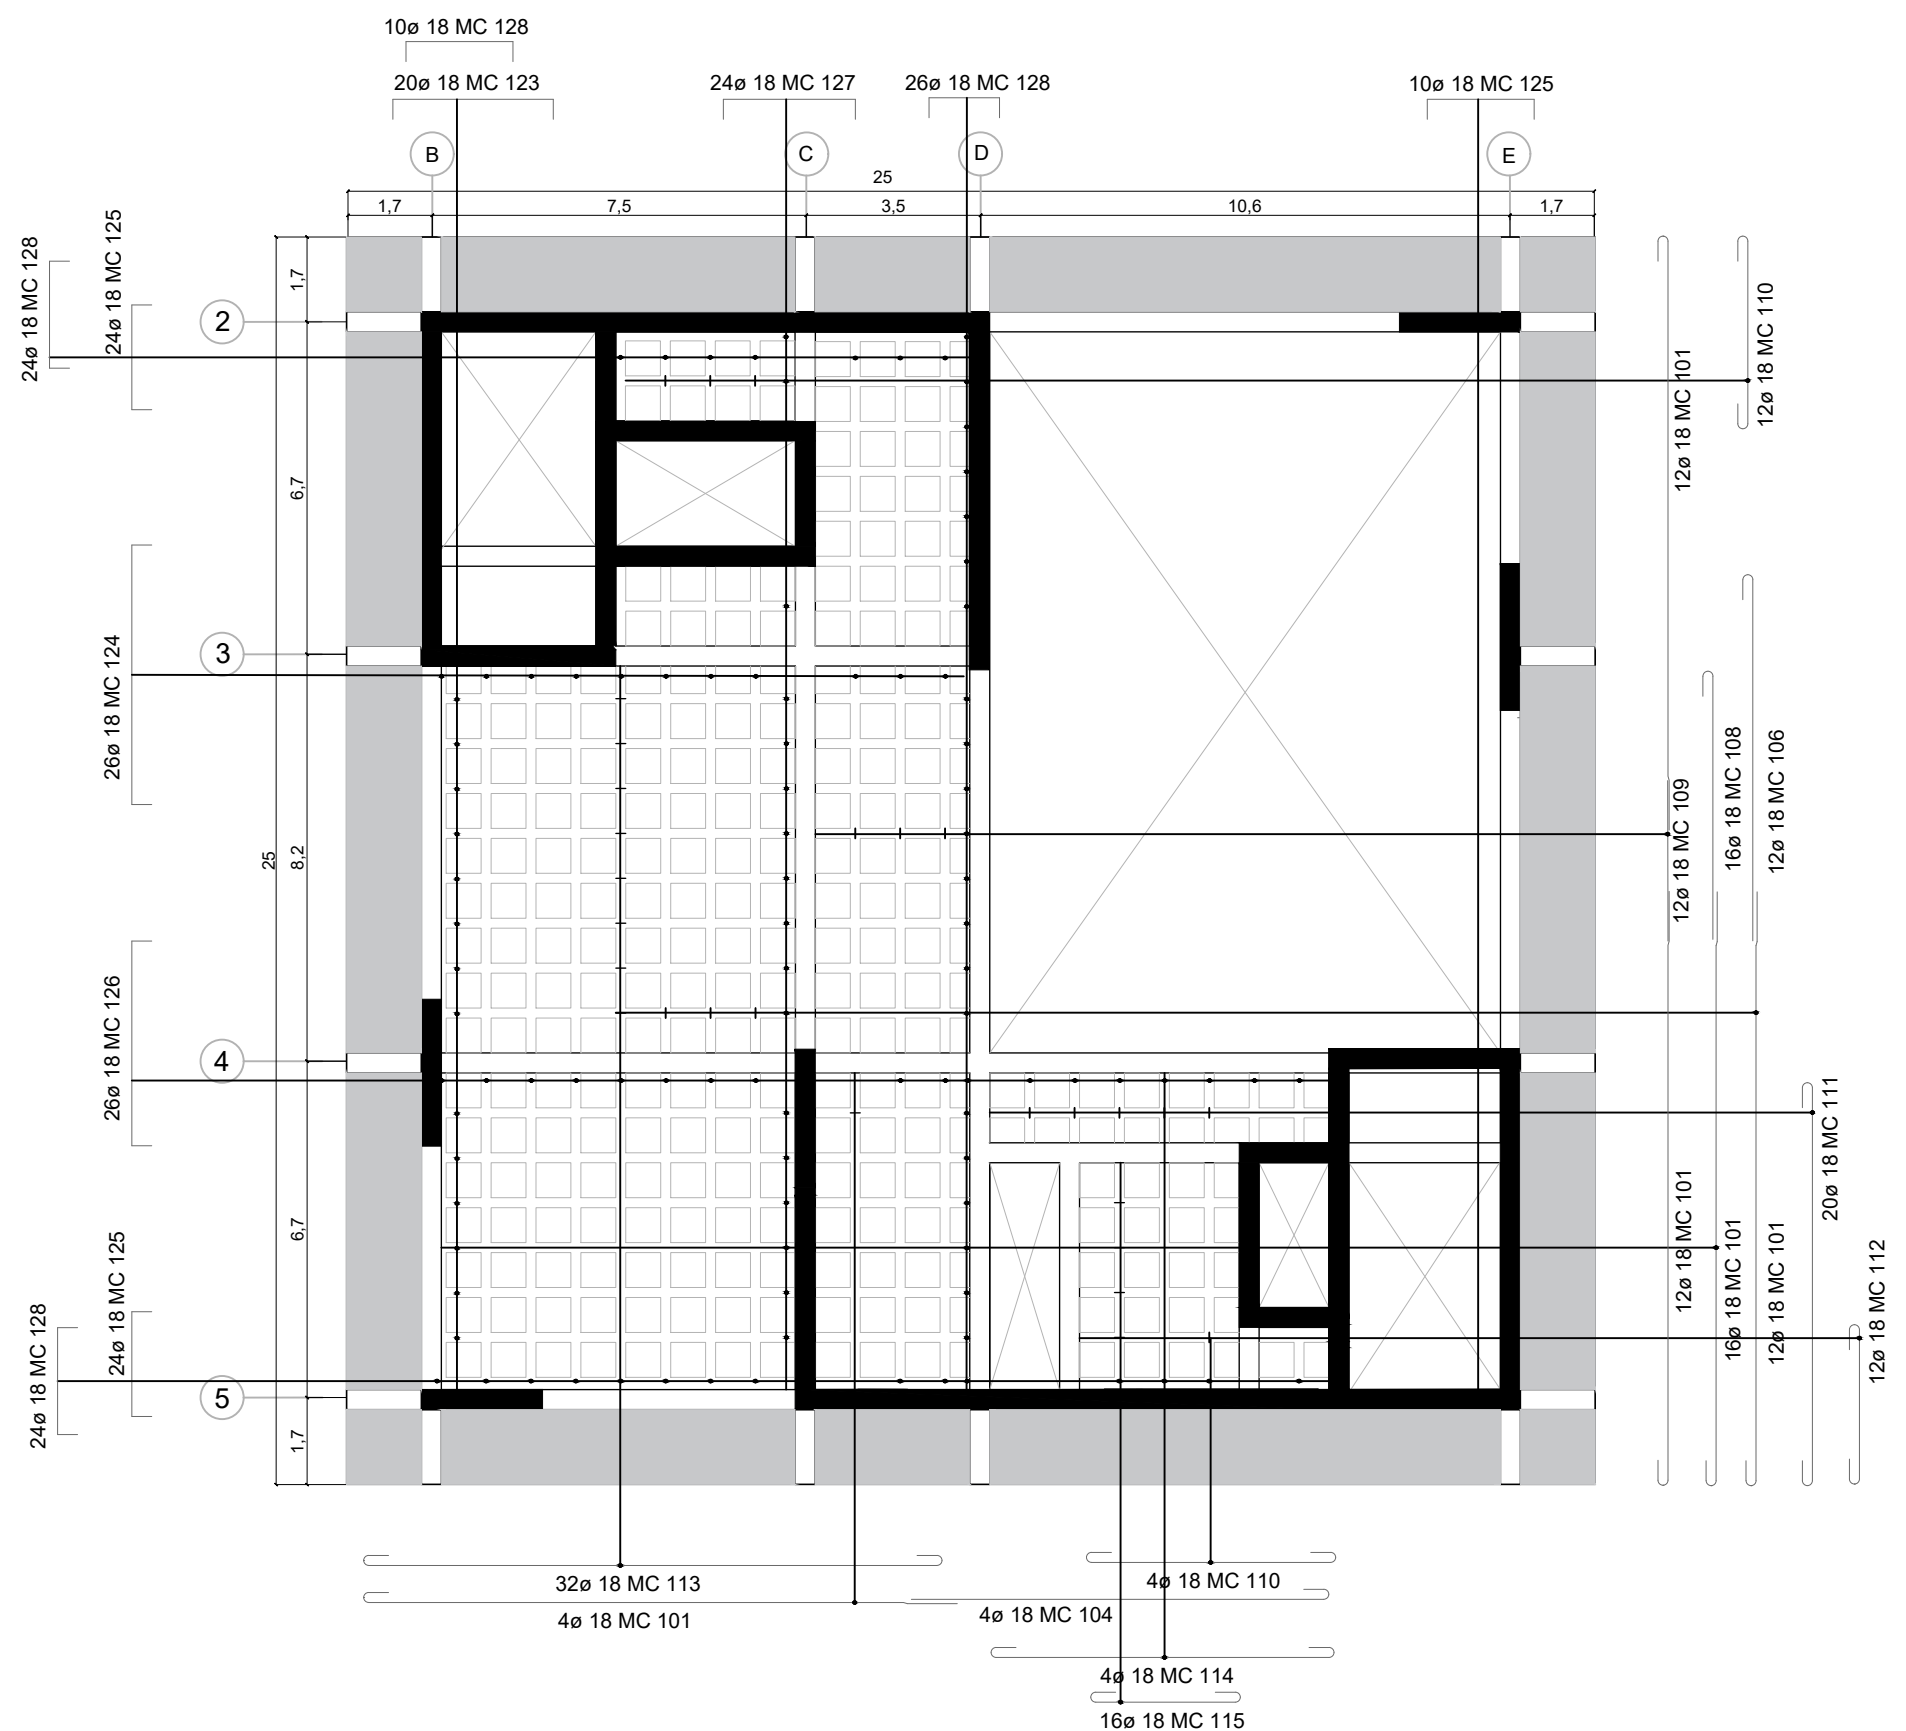 10ø 18 MC 128
20ø 18 MC 123
24ø 18 MC 127
26ø 18 MC 128
10ø 18 MC 125
B
C
D
E
25
1,7
7,5
3,5
10,6
1,7
24ø 18 MC 128
24ø 18 MC 125
1,7
2
12ø 18 MC 101
12ø 18 MC 110
6,7
26ø 18 MC 124
3
25
8,2
12ø 18 MC 109
16ø 18 MC 108
12ø 18 MC 106
26ø 18 MC 126
4
20ø 18 MC 111
6,7
12ø 18 MC 101
16ø 18 MC 101
12ø 18 MC 101
12ø 18 MC 112
24ø 18 MC 128
24ø 18 MC 125
5
1,7
32ø 18 MC 113
4ø 18 MC 110
4ø 18 MC 101
4ø 18 MC 104
4ø 18 MC 114
16ø 18 MC 115